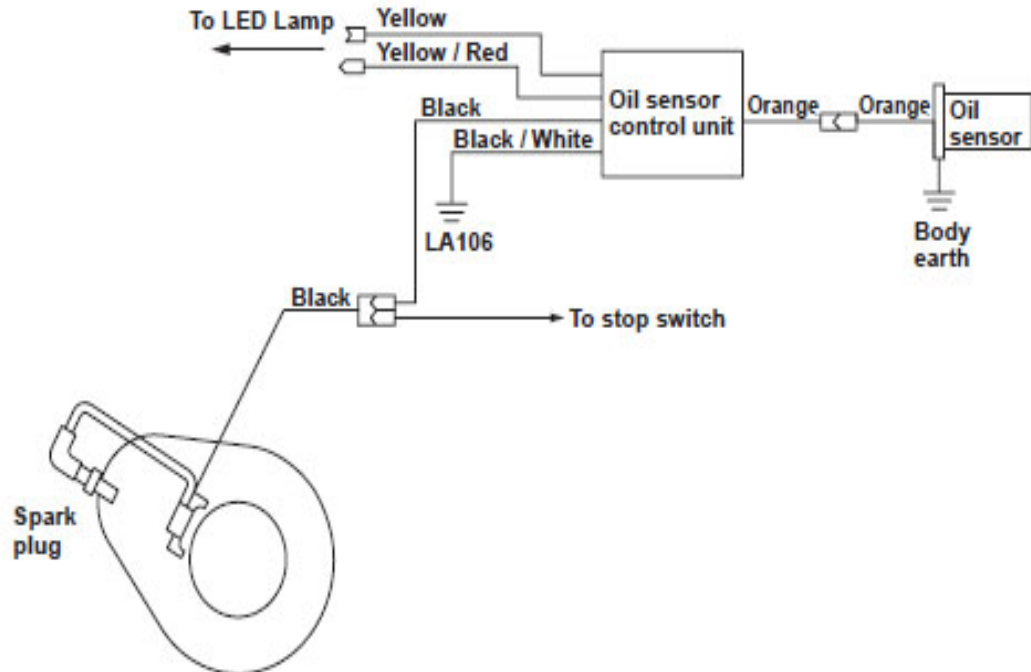 To LED Lamp
Yellow
Yellow / Red
Black
Black / White
Oil sensor
control unit
Orange
Orange
Oil
sensor
LA106
Body
earth
Black
To stop switch
Spark
plug